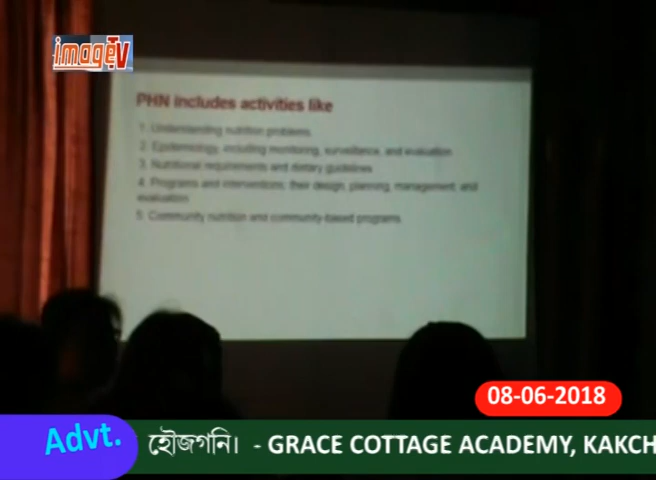 imageTV
PHN includes activities like
1. Understanding nutrition problems
2. Epidemiology, including monitoring, surveillance, and evaluation
3. Nutritional requirements and dietary guidelines
4. Programs and interventions: their design, planning, management, and
evaluation
5. Community nutrition and community-based programs
08-06-2018
Advt. হৌজগনি। - GRACE COTTAGE ACADEMY, KAKCH